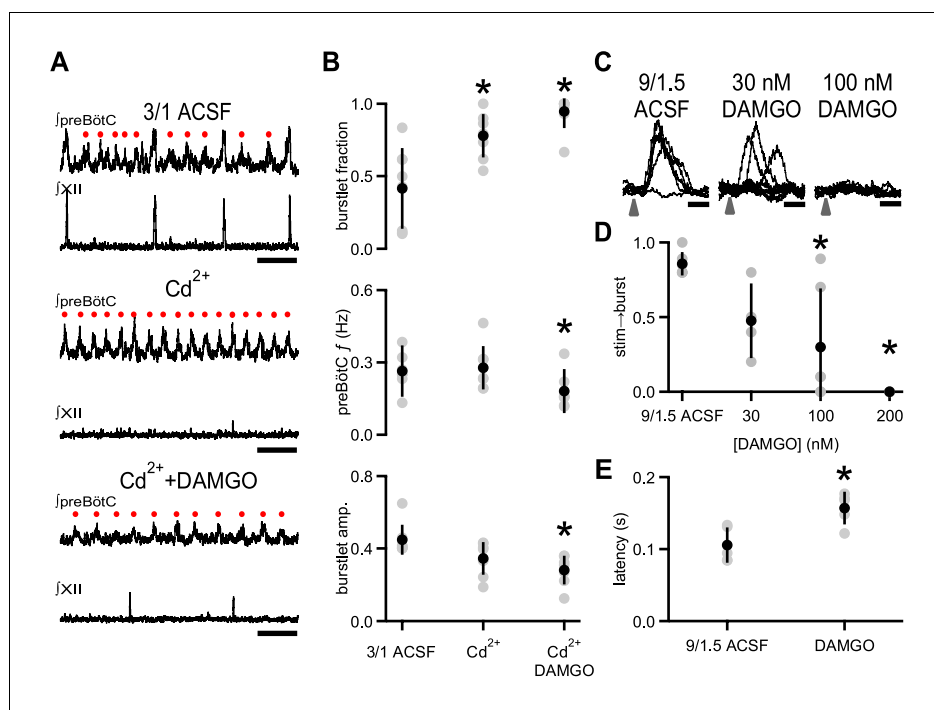 A
3/1 ACSF
∫preBötC
∫XII
Cd2+
∫preBötC
∫XII
Cd2+ +DAMGO
∫preBötC
∫XII
B
burstlet fraction
1.0
0.5
0.0
*
*
preBötC f (Hz)
0.6
0.3
0.0
*
burstlet amp.
0.8
0.4
0.0
*
3/1 ACSF
Cd2+
Cd2+
DAMGO
C
9/1.5
ACSF
30 nM
DAMGO
100 nM
DAMGO
D
stim→burst
1.0
0.5
0.0
*
*
9/1.5 ACSF
30
100
200
[DAMGO] (nM)
E
latency (s)
0.2
0.1
0.0
*
9/1.5 ACSF
DAMGO